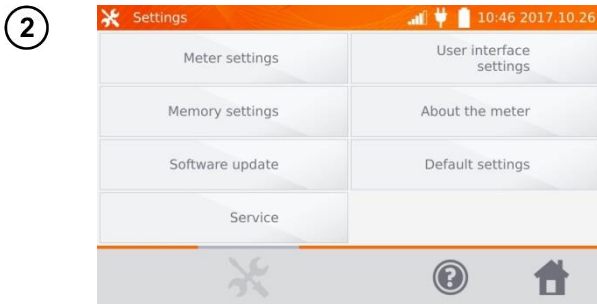 2
Settings
10:46 2017.10.26
Meter settings
User interface
settings
Memory settings
About the meter
Software update
Default settings
Service
?